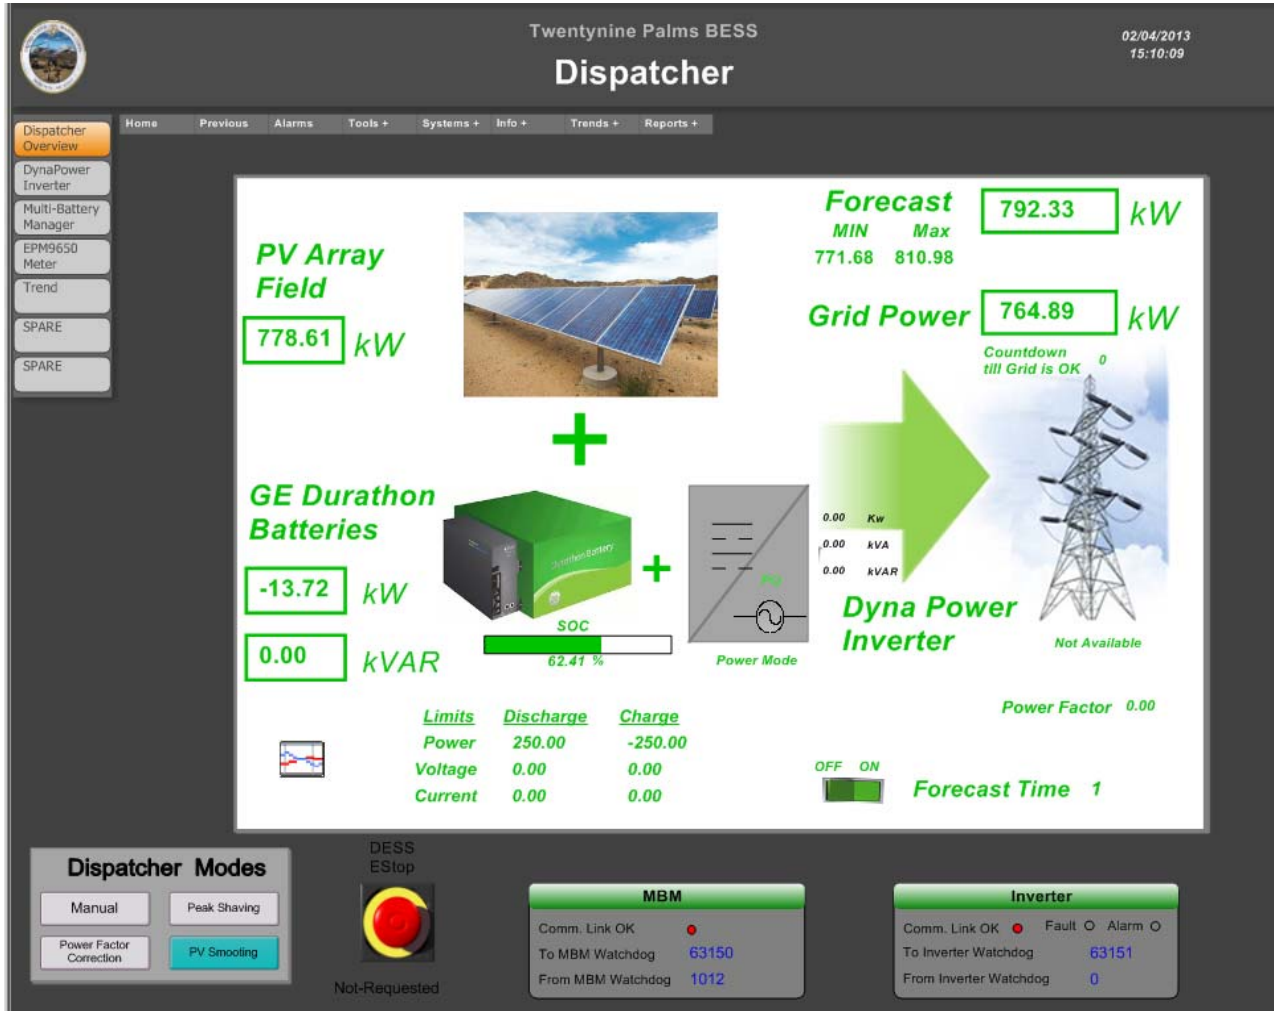 Twentynine Palms BESS
Dispatcher
02/04/2013
15:10:09
Home Previous Alarms Tools + Systems + Info + Trends + Reports +
Dispatcher
Overview
DynaPower
Inverter
Multi-Battery
Manager
EPM9650
Meter
Trend
SPARE
SPARE
PV Array
Field
778.61 kW
Forecast 792.33 kW
MIN Max
771.68 810.98
Grid Power 764.89 kW
Countdown
till Grid is OK 0
GE Durathon
Batteries
-13.72 kW
0.00 kVAR
Durathon Battery
SOC
62.41 %
PV
Power Mode
0.00 Kw
0.00 kVA
0.00 kVAR
Dyna Power
Inverter
Not Available
Power Factor 0.00
Limits Discharge Charge
Power 250.00 -250.00
Voltage 0.00 0.00
Current 0.00 0.00
OFF ON
Forecast Time 1
Dispatcher Modes
Manual
Peak Shaving
Power Factor
Correction
PV Smooting
DESS
EStop
Not-Requested
MBM
Comm. Link OK
To MBM Watchdog 63150
From MBM Watchdog 1012
Inverter
Comm. Link OK Fault Alarm
To Inverter Watchdog 63151
From Inverter Watchdog 0